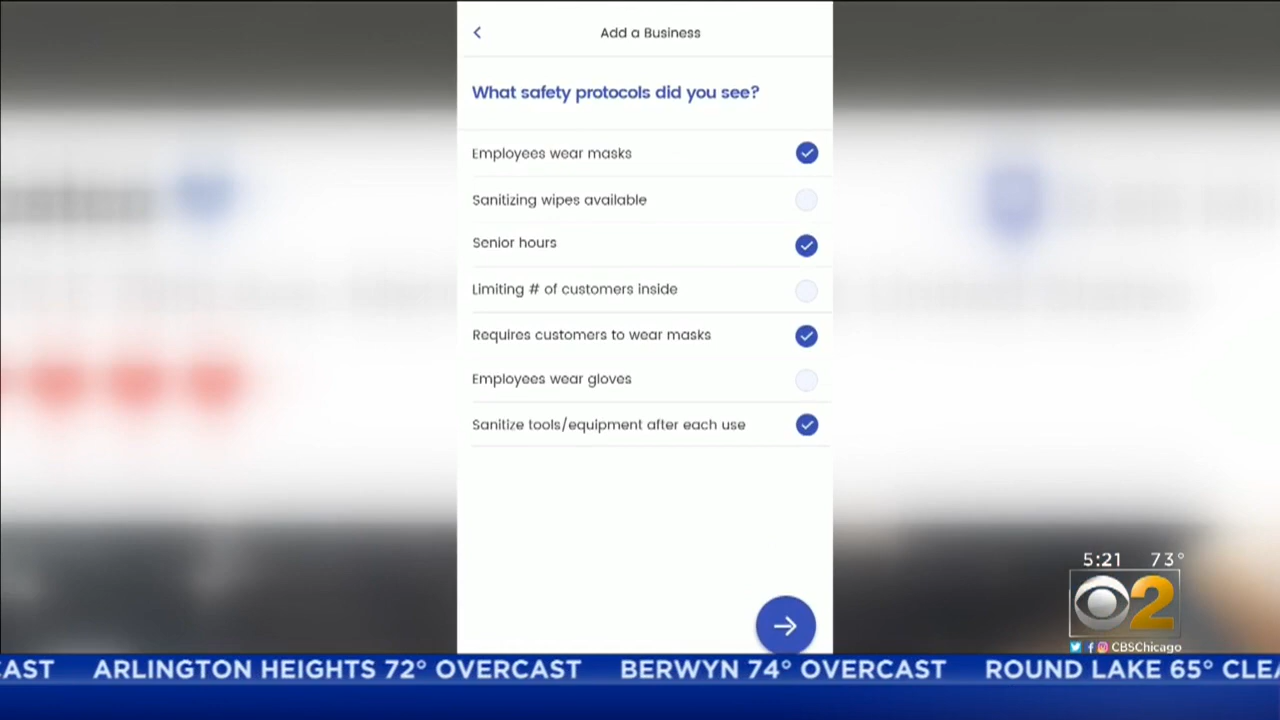 Add a Business
What safety protocols did you see?
Employees wear masks
Sanitizing wipes available
Senior hours
Limiting # of customers inside
Requires customers to wear masks
Employees wear gloves
Sanitize tools/equipment after each use
5:21 73°
2
CBSChicago
CAST ARLINGTON HEIGHTS 72° OVERCAST BERWYN 74° OVERCAST ROUND LAKE 65° CLEA